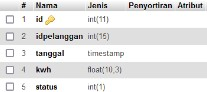 # Nama Jenis Penyortiran Atribut
1 id int(11)
2 idpelanggan int(15)
3 tanggal timestamp
4 kwh float(10,3)
5 status int(1)